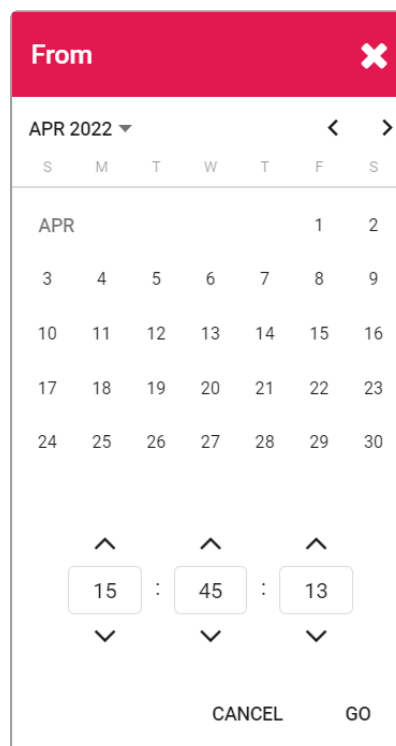 From
APR 2022
S M T W T F S
APR 1 2
3 4 5 6 7 8 9
10 11 12 13 14 15 16
17 18 19 20 21 22 23
24 25 26 27 28 29 30
15 : 45 : 13
CANCEL GO